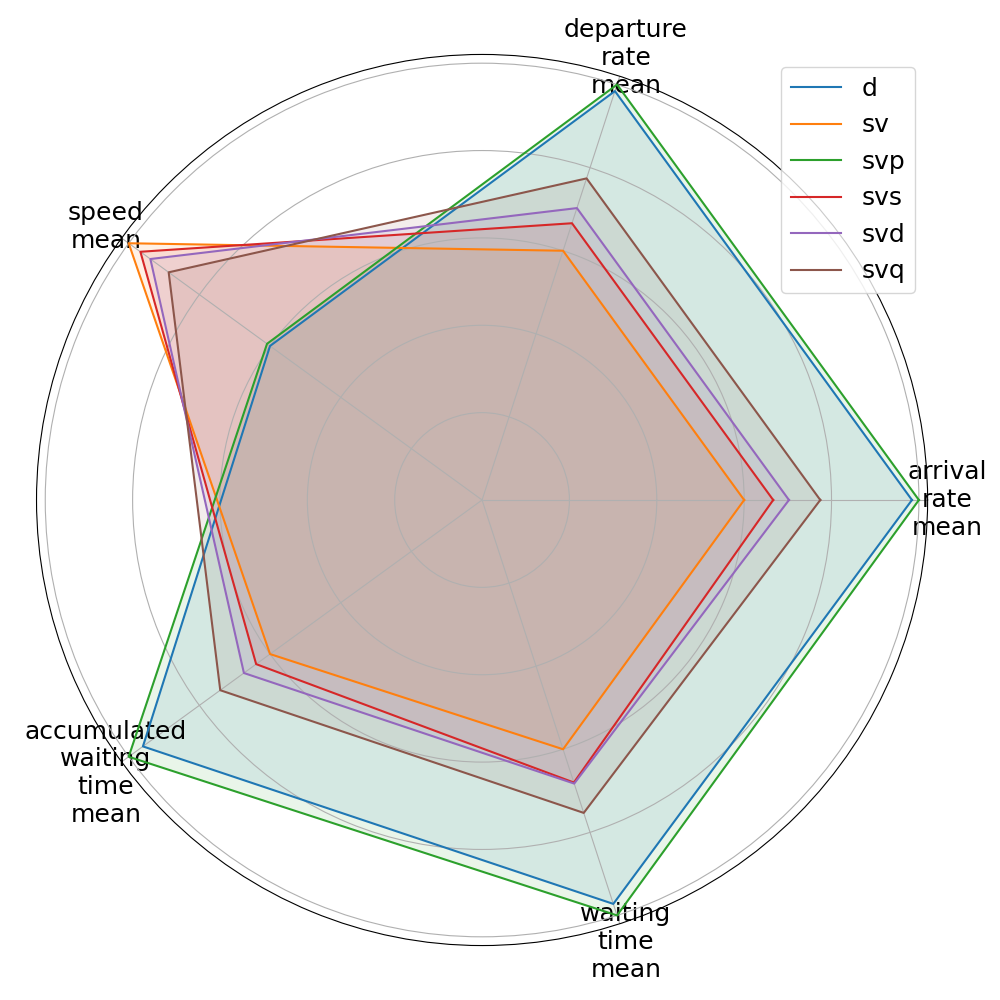 departure
rate
mean
d
sv
svp
svs
svd
svq
speed
mean
arrival
rate
mean
accumulated
waiting
time
mean
waiting
time
mean